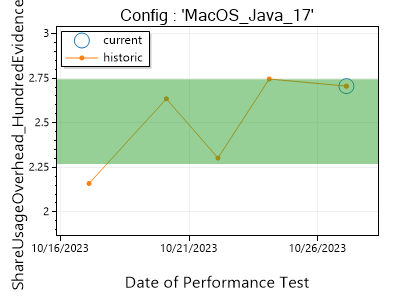 Config : 'MacOS_Java_17'
current
historic
ShareUsageOverhead_HundredEvidence
3
2.75
2.5
2.25
2
10/16/2023
10/21/2023
10/26/2023
Date of Performance Test